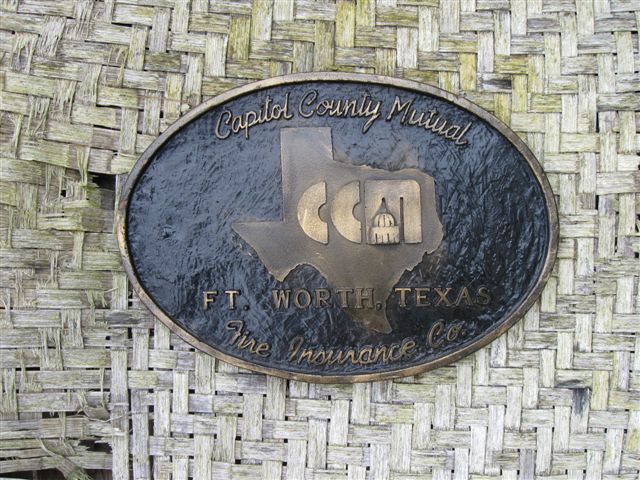 Capitol County Mutual
CCM
FT. WORTH, TEXAS
Fire Insurance Co.